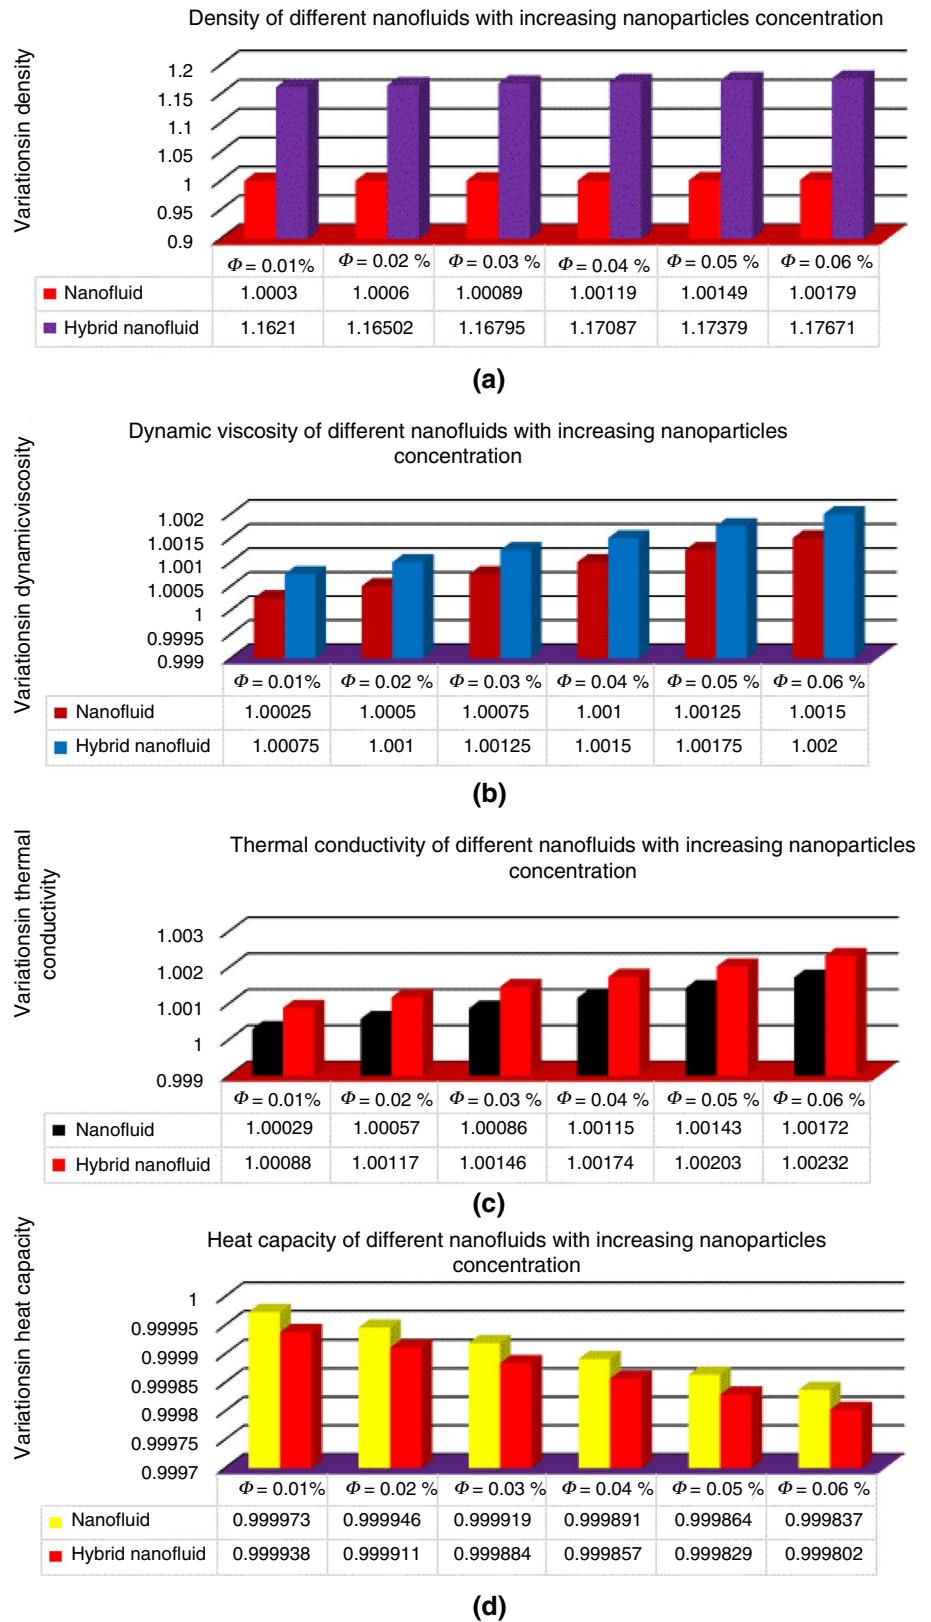 Density of different nanofluids with increasing nanoparticles concentration
Variationsin density
1.2
1.15
1.1
1.05
1
0.95
0.9
Φ = 0.01% Φ = 0.02 % Φ = 0.03 % Φ = 0.04 % Φ = 0.05 % Φ = 0.06 %
Nanofluid 1.0003 1.0006 1.00089 1.00119 1.00149 1.00179
Hybrid nanofluid 1.1621 1.16502 1.16795 1.17087 1.17379 1.17671
(a)
Dynamic viscosity of different nanofluids with increasing nanoparticles
concentration
Variationsin dynamicviscosity
1.002
1.0015
1.001
1.0005
1
0.9995
0.999
Φ = 0.01% Φ = 0.02 % Φ = 0.03 % Φ = 0.04 % Φ = 0.05 % Φ = 0.06 %
Nanofluid 1.00025 1.0005 1.00075 1.001 1.00125 1.0015
Hybrid nanofluid 1.00075 1.001 1.00125 1.0015 1.00175 1.002
(b)
Thermal conductivity of different nanofluids with increasing nanoparticles
concentration
Variationsin thermal
conductivity
1.003
1.002
1.001
1
0.999
Φ = 0.01% Φ = 0.02 % Φ = 0.03 % Φ = 0.04 % Φ = 0.05 % Φ = 0.06 %
Nanofluid 1.00029 1.00057 1.00086 1.00115 1.00143 1.00172
Hybrid nanofluid 1.00088 1.00117 1.00146 1.00174 1.00203 1.00232
(c)
Heat capacity of different nanofluids with increasing nanoparticles
concentration
Variationsin heat capacity
1
0.99995
0.9999
0.99985
0.9998
0.99975
0.9997
Φ = 0.01% Φ = 0.02 % Φ = 0.03 % Φ = 0.04 % Φ = 0.05 % Φ = 0.06 %
Nanofluid 0.999973 0.999946 0.999919 0.999891 0.999864 0.999837
Hybrid nanofluid 0.999938 0.999911 0.999884 0.999857 0.999829 0.999802
(d)